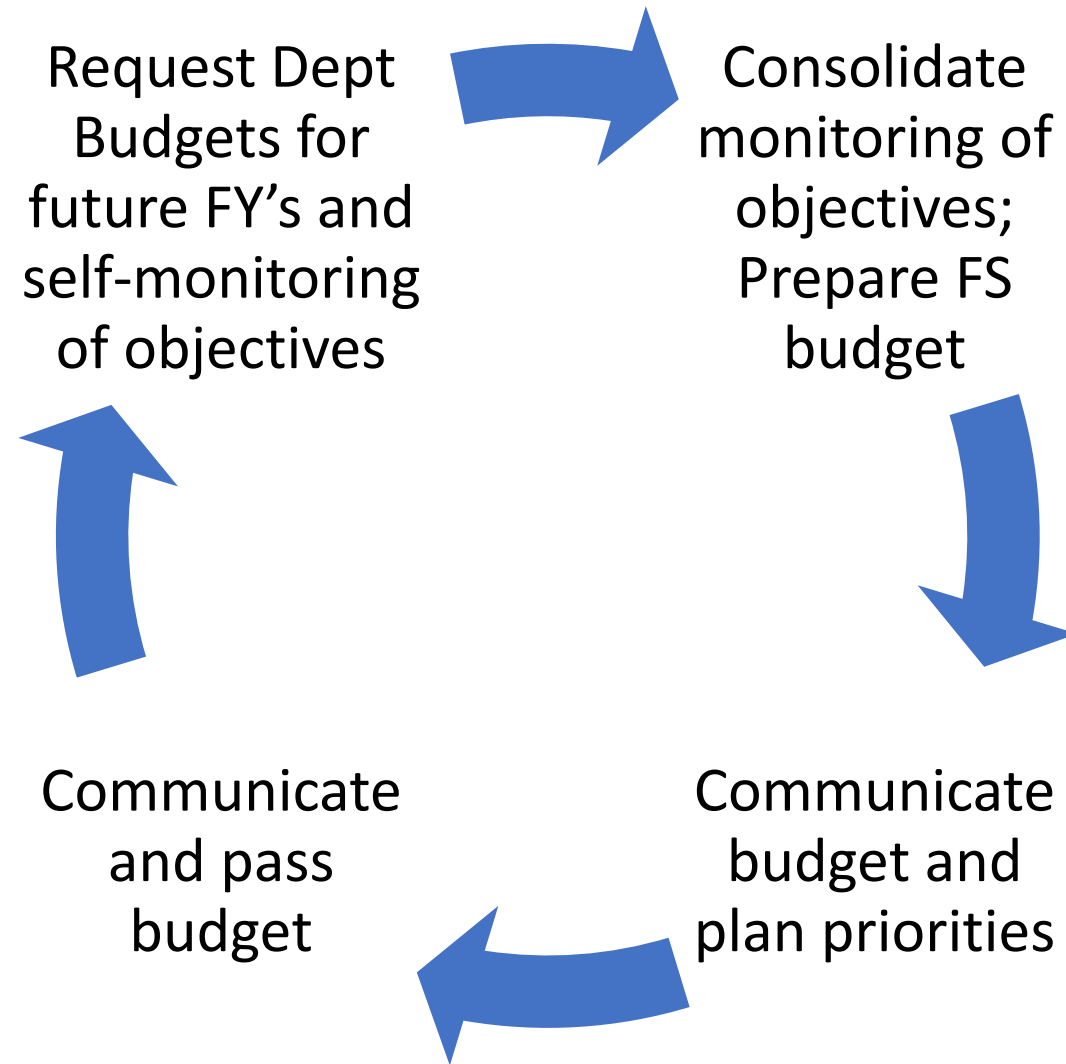 Request Dept
Budgets for
future FY’s and
self-monitoring
of objectives
Consolidate
monitoring of
objectives;
Prepare FS
budget
Communicate
budget and
plan priorities
Communicate
and pass
budget